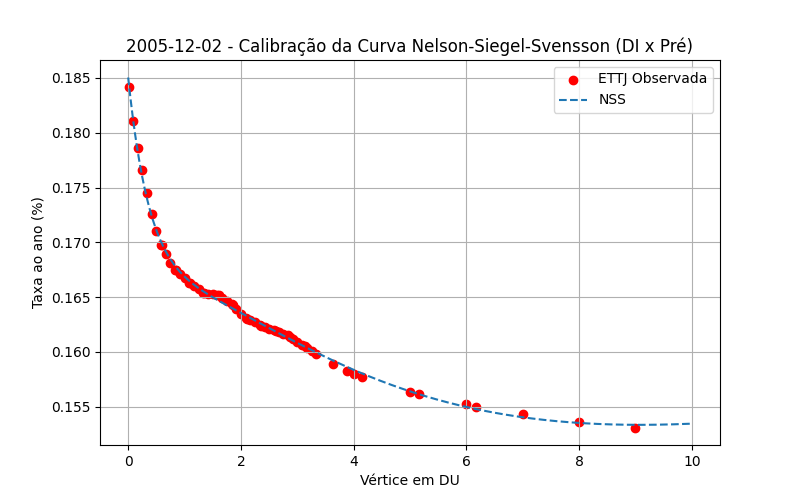 2005-12-02 - Calibração da Curva Nelson-Siegel-Svensson (DI x Pré)
ETTJ Observada
NSS
Taxa ao ano (%)
0.185
0.180
0.175
0.170
0.165
0.160
0.155
0 2 4 6 8 10
Vértice em DU